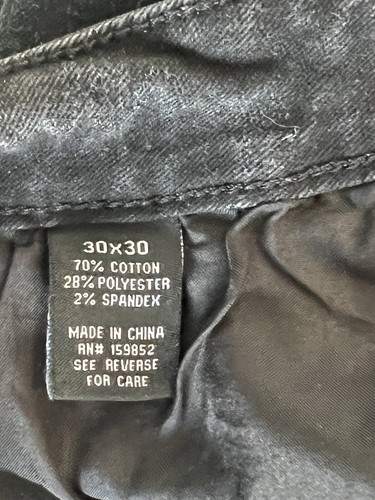 30X30
70% COTTON
28% POLYESTER
2% SPANDEX
MADE IN CHINA
RN# 159852
SEE REVERSE
FOR CARE